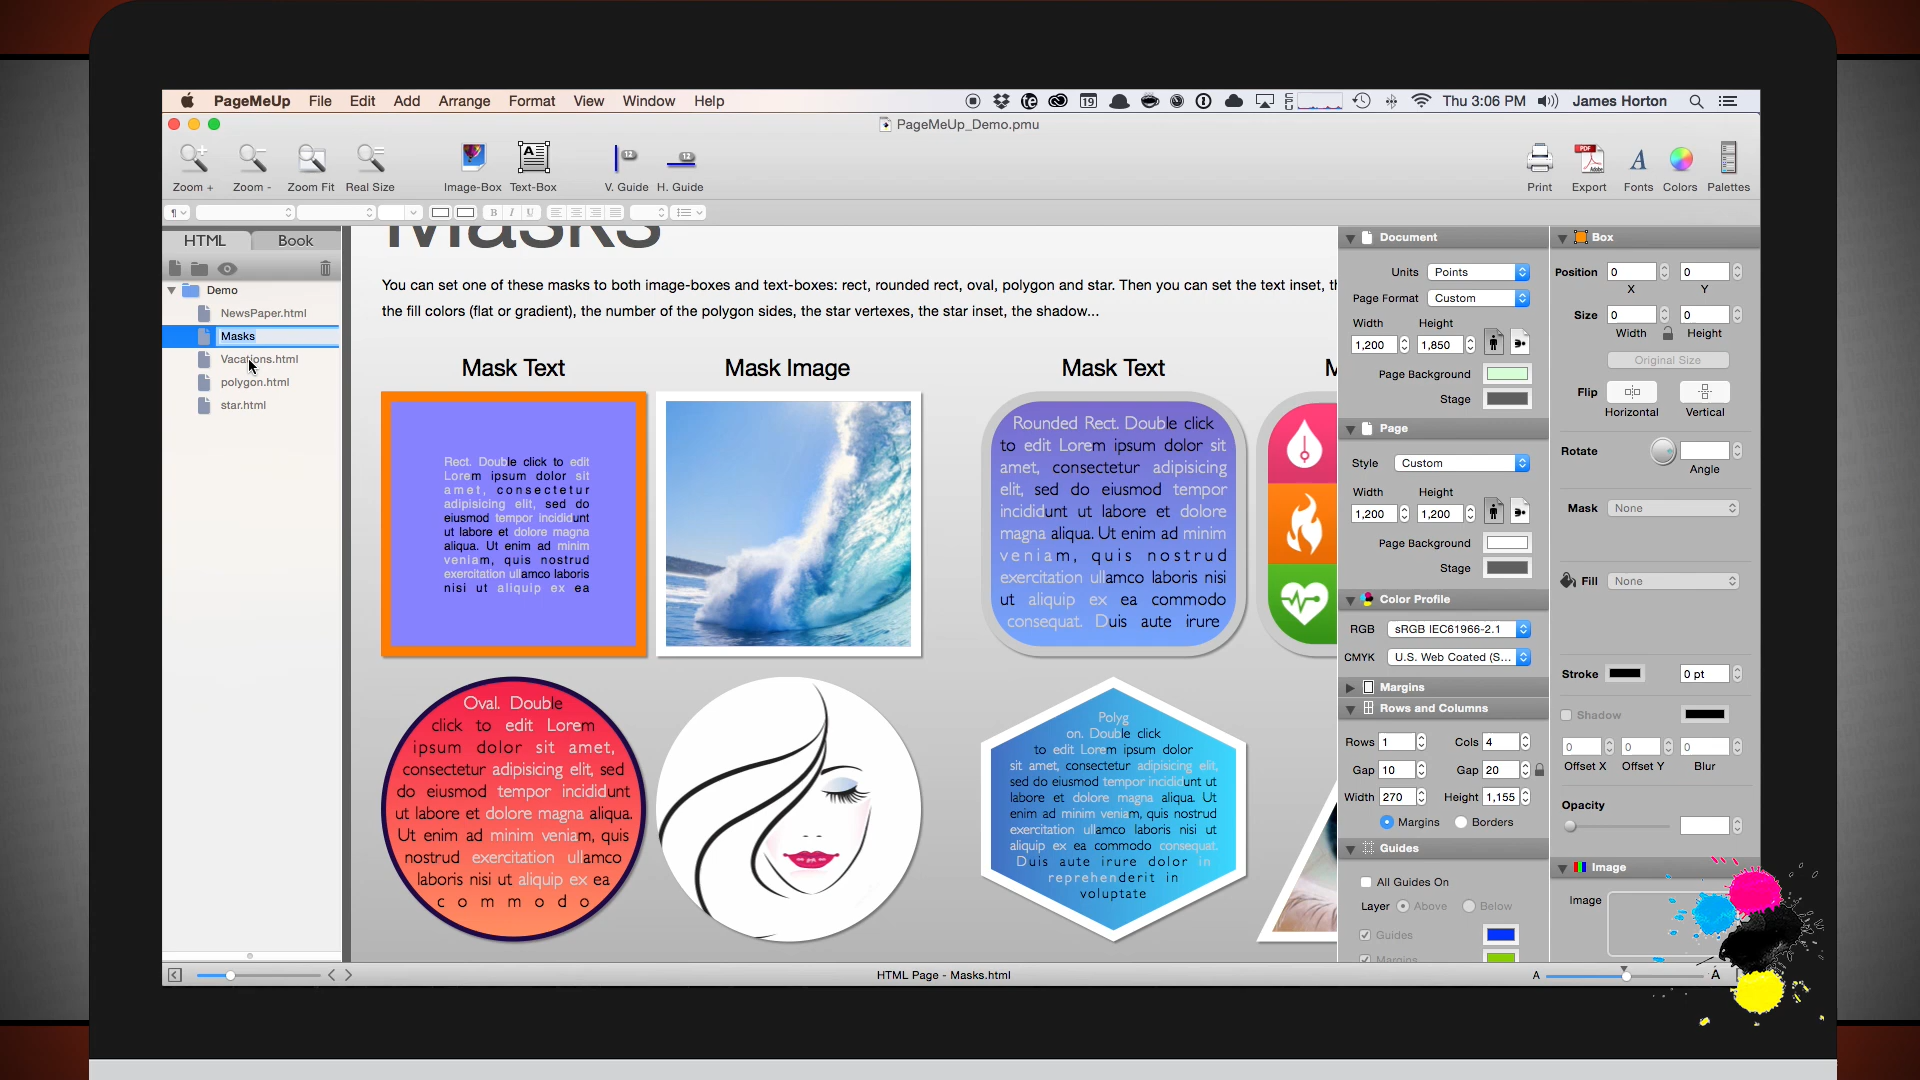 PageMeUp File Edit Add Arrange Format View Window Help
19 Thu 3:06 PM James Horton
PageMeUp_Demo.pmu
Zoom + Zoom - Zoom Fit Real Size Image-Box Text-Box V. Guide H. Guide Print Export Fonts Colors Palettes
B I U
HTML Book
Demo
NewsPaper.html
Masks
Vacations.html
polygon.html
star.html
Masks
You can set one of these masks to both image-boxes and text-boxes: rect, rounded rect, oval, polygon and star. Then you can set the text inset, th
the fill colors (flat or gradient), the number of the polygon sides, the star vertexes, the star inset, the shadow...
Mask Text
Mask Image
Mask Text
M
Rect. Double click to edit
Lorem ipsum dolor sit
amet, consectetur
adipisicing elit, sed do
eiusmod tempor incididunt
ut labore et dolore magna
aliqua. Ut enim ad minim
veniam, quis nostrud
exercitation ullamco laboris
nisi ut aliquip ex ea
Rounded Rect. Double click
to edit Lorem ipsum dolor sit
amet, consectetur adipisicing
elit, sed do eiusmod tempor
incididunt ut labore et dolore
magna aliqua. Ut enim ad minim
veniam, quis nostrud
exercitation ullamco laboris nisi
ut aliquip ex ea commodo
consequat. Duis aute irure
Oval. Double
click to edit Lorem
ipsum dolor sit amet,
consectetur adipisicing elit, sed
do eiusmod tempor incididunt
ut labore et dolore magna aliqua.
Ut enim ad minim veniam, quis
nostrud exercitation ullamco
laboris nisi ut aliquip ex ea
commodo
Polyg
on. Double click
to edit Lorem ipsum dolor
sit amet, consectetur adipisicing elit,
sed do eiusmod tempor incididunt ut
labore et dolore magna aliqua. Ut
enim ad minim veniam, quis nostrud
exercitation ullamco laboris nisi ut
aliquip ex ea commodo consequat.
Duis aute irure dolor in
reprehenderit in
voluptate
Document
Units Points
Page Format Custom
Width Height
1,200 1,850
Page Background
Stage
Page
Style Custom
Width Height
1,200 1,200
Page Background
Stage
Color Profile
RGB sRGB IEC61966-2.1
CMYK U.S. Web Coated (S...
Margins
Rows and Columns
Rows 1 Cols 4
Gap 10 Gap 20
Width 270 Height 1,155
Margins Borders
Guides
All Guides On
Layer Above Below
Guides
Margins
Box
Position 0 0
X Y
Size 0 0
Width Height
Original Size
Flip
Horizontal Vertical
Rotate
Angle
Mask None
Fill None
Stroke 0 pt
Shadow
0 0 0
Offset X Offset Y Blur
Opacity
Image
Image
HTML Page - Masks.html
A A